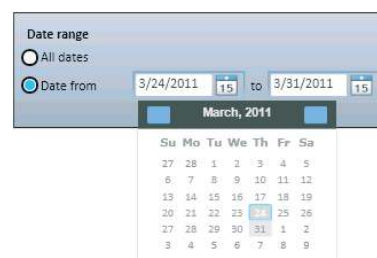 Date range
All dates
Date from 3/24/2011 15 to 3/31/2011 15
March, 2011
Su Mo Tu We Th Fr Sa
27 28 1 2 3 4 5
6 7 8 9 10 11 12
13 14 15 16 17 18 19
20 21 22 23 24 25 26
27 28 29 30 31 1 2
3 4 5 6 7 8 9